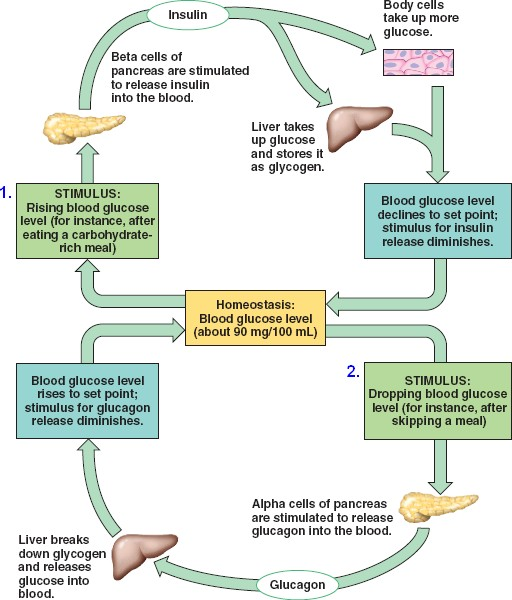 Insulin
Body cells
take up more
glucose.
Beta cells of
pancreas are stimulated
to release insulin
into the blood.
Liver takes
up glucose
and stores it
as glycogen.
1.
STIMULUS:
Rising blood glucose
level (for instance, after
eating a carbohydrate-
rich meal)
Blood glucose level
declines to set point;
stimulus for insulin
release diminishes.
Homeostasis:
Blood glucose level
(about 90 mg/100 mL)
Blood glucose level
rises to set point;
stimulus for glucagon
release diminishes.
2.
STIMULUS:
Dropping blood glucose
level (for instance, after
skipping a meal)
Alpha cells of pancreas
are stimulated to release
glucagon into the blood.
Liver breaks
down glycogen
and releases
glucose into
blood.
Glucagon